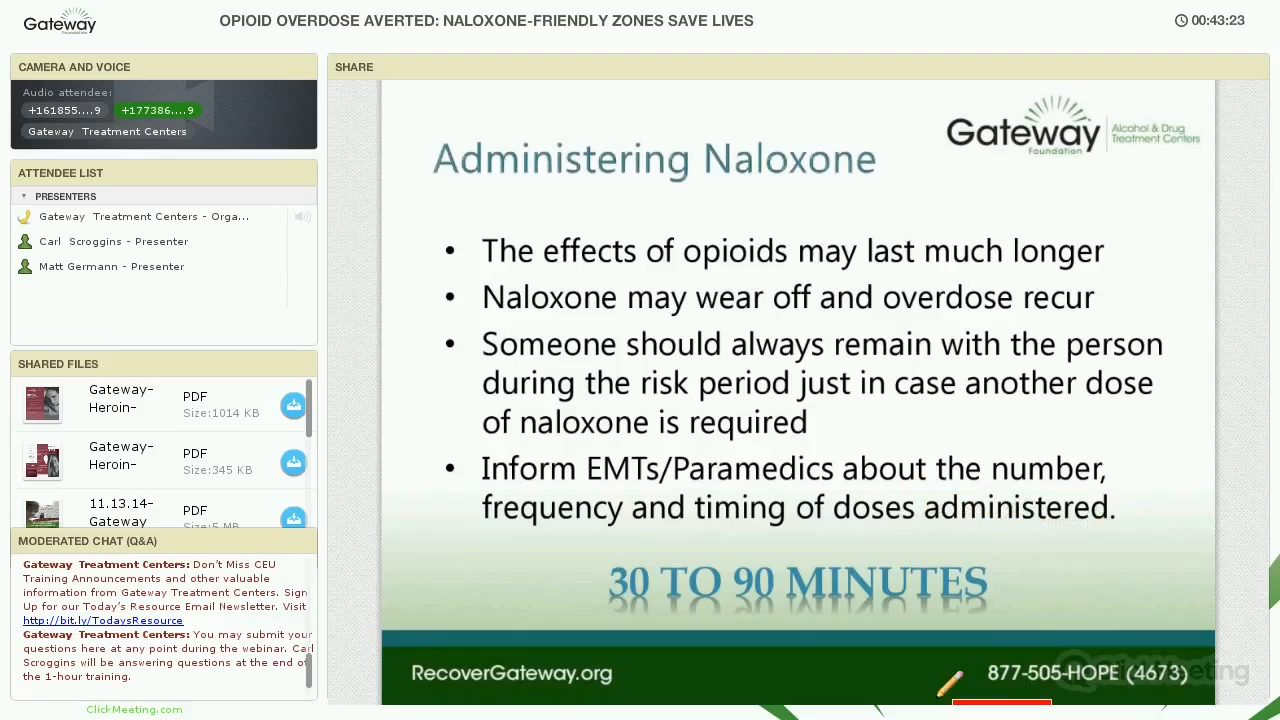 Gateway
Foundation
OPIOID OVERDOSE AVERTED: NALOXONE-FRIENDLY ZONES SAVE LIVES
00:43:23
CAMERA AND VOICE
Audio attendee:
+161855....9
+177386....9
Gateway Treatment Centers
ATTENDEE LIST
PRESENTERS
Gateway Treatment Centers - Orga...
Carl Scroggins - Presenter
Matt Germann - Presenter
SHARED FILES
Gateway-
Heroin-
PDF
Size:1014 KB
Gateway-
Heroin-
PDF
Size:345 KB
11.13.14-
Gateway
PDF
Size:5 MB
MODERATED CHAT (Q&A)
Gateway Treatment Centers: Don't Miss CEU
Training Announcements and other valuable
information from Gateway Treatment Centers. Sign
Up for our Today's Resource Email Newsletter. Visit
http://bit.ly/TodaysResource
Gateway Treatment Centers: You may submit your
questions here at any point during the webinar. Carl
Scroggins will be answering questions at the end of
the 1-hour training.
ClickMeeting.com
SHARE
Gateway
Foundation
Alcohol & Drug
Treatment Centers
Administering Naloxone
• The effects of opioids may last much longer
• Naloxone may wear off and overdose recur
• Someone should always remain with the person
during the risk period just in case another dose
of naloxone is required
• Inform EMTs/Paramedics about the number,
frequency and timing of doses administered.
30 TO 90 MINUTES
RecoverGateway.org
877-505-HOPE (4673)